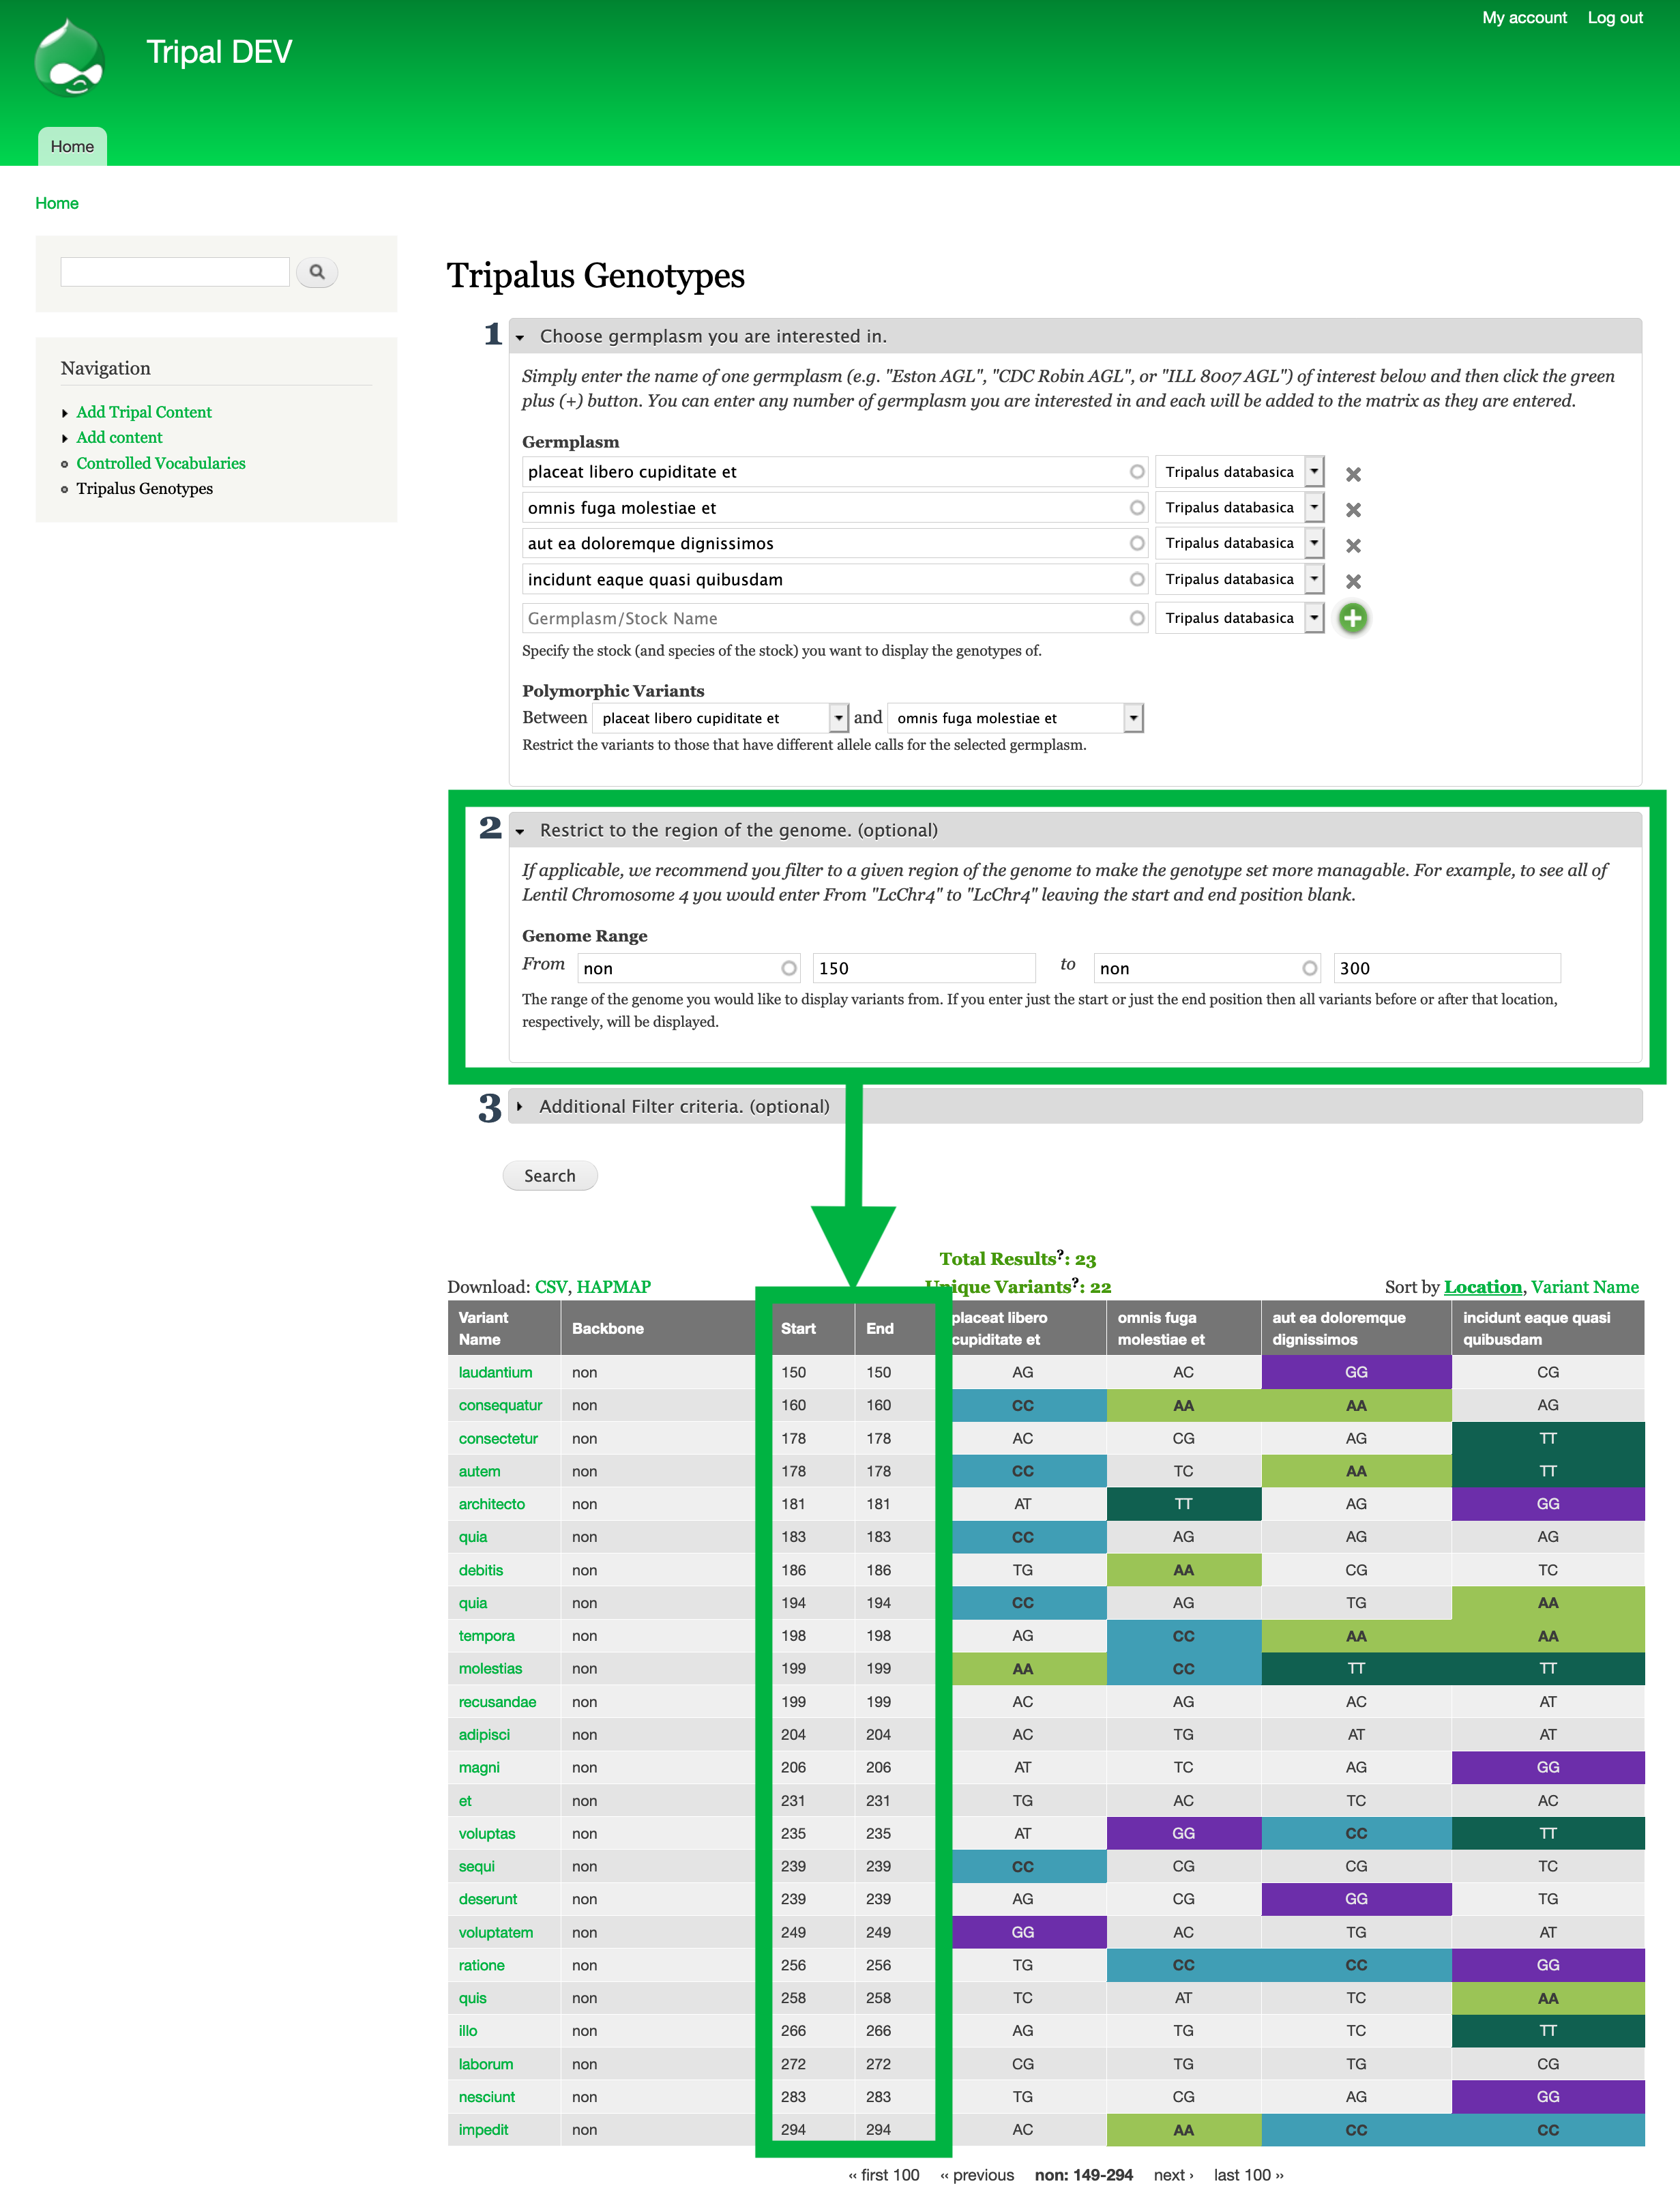 My account Log out
Tripal DEV
Home
Home
Navigation
Add Tripal Content
Add content
Controlled Vocabularies
Tripalus Genotypes
Tripalus Genotypes
1 Choose germplasm you are interested in.
Simply enter the name of one germplasm (e.g. "Eston AGL", "CDC Robin AGL", or "ILL 8007 AGL") of interest below and then click the green
plus (+) button. You can enter any number of germplasm you are interested in and each will be added to the matrix as they are entered.
Germplasm
placeat libero cupiditate et Tripalus databasica
omnis fuga molestiae et Tripalus databasica
aut ea doloremque dignissimos Tripalus databasica
incidunt eaque quasi quibusdam Tripalus databasica
Germplasm/Stock Name Tripalus databasica
Specify the stock (and species of the stock) you want to display the genotypes of.
Polymorphic Variants
Between placeat libero cupiditate et and omnis fuga molestiae et
Restrict the variants to those that have different allele calls for the selected germplasm.
2 Restrict to the region of the genome. (optional)
If applicable, we recommend you filter to a given region of the genome to make the genotype set more managable. For example, to see all of
Lentil Chromosome 4 you would enter From "LcChr4" to "LcChr4" leaving the start and end position blank.
Genome Range
From non 150 to non 300
The range of the genome you would like to display variants from. If you enter just the start or just the end position then all variants before or after that location,
respectively, will be displayed.
3 Additional Filter criteria. (optional)
Search
Total Results?: 23
Download: CSV, HAPMAP Unique Variants?: 22 Sort by Location, Variant Name
Variant Name Backbone Start End placeat libero cupiditate et omnis fuga molestiae et aut ea doloremque dignissimos incidunt eaque quasi quibusdam
laudantium non 150 150 AG AC GG CG
consequatur non 160 160 CC AA AA AG
consectetur non 178 178 AC CG AG TT
autem non 178 178 CC TC AA TT
architecto non 181 181 AT TT AG GG
quia non 183 183 CC AG AG AG
debitis non 186 186 TG AA CG TC
quia non 194 194 CC AG TG AA
tempora non 198 198 AG CC AA AA
molestias non 199 199 AA CC TT TT
recusandae non 199 199 AC AG AC AT
adipisci non 204 204 AC TG AT AT
magni non 206 206 AT TC AG GG
et non 231 231 TG AC TC AC
voluptas non 235 235 AT GG CC TT
sequi non 239 239 CC CG CG TC
deserunt non 239 239 AG CG GG TG
voluptatem non 249 249 GG AC TG AT
ratione non 256 256 TG CC CC GG
quis non 258 258 TC AT TC AA
illo non 266 266 AG TG TC TT
laborum non 272 272 CG TG TG CG
nesciunt non 283 283 TG CG AG GG
impedit non 294 294 AC AA CC CC
‹‹ first 100 ‹‹ previous non: 149-294 next › last 100 ››